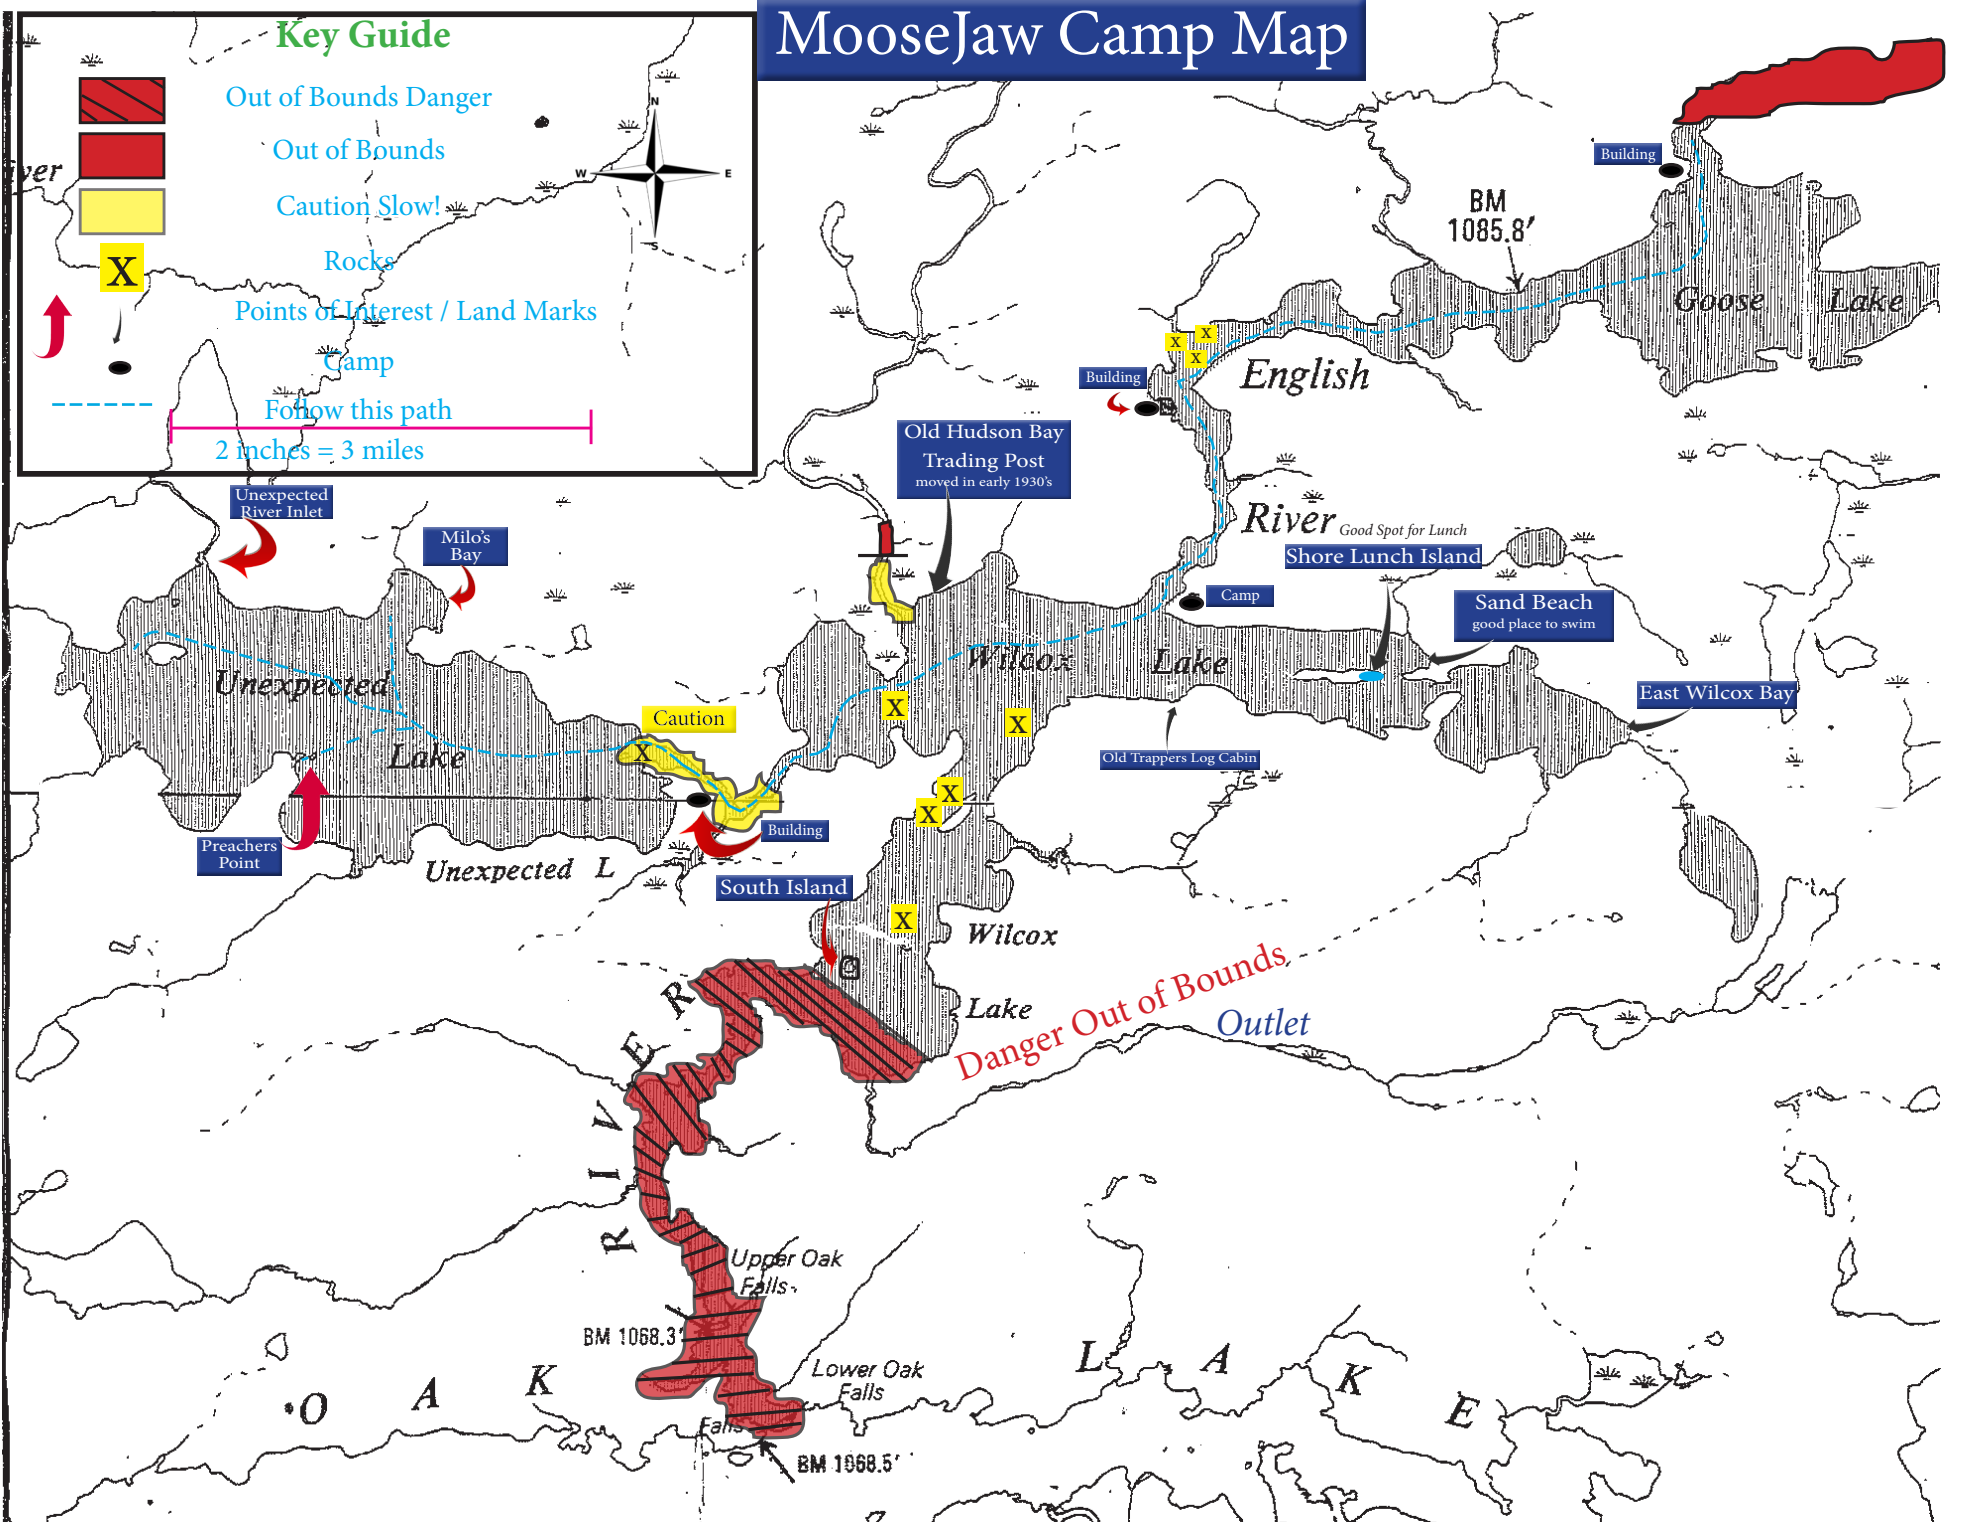 MooseJaw Camp Map
Key Guide
Out of Bounds Danger
Out of Bounds
Caution Slow!
X
Rocks
Points of Interest / Land Marks
Camp
Follow this path
2 inches = 3 miles
N
W
E
S
Building
BM
1085.8'
Goose Lake
X
X
X
English
Building
Old Hudson Bay
Trading Post
moved in early 1930's
River
Good Spot for Lunch
Shore Lunch Island
Unexpected
River Inlet
Milo's
Bay
Camp
Sand Beach
good place to swim
Wilcox Lake
Unexpected
Lake
East Wilcox Bay
Caution
X
X
X
Old Trappers Log Cabin
X
X
Building
Preachers
Point
Unexpected L
South Island
X
Wilcox
Lake
Danger Out of Bounds
Outlet
RIVER
Upper Oak
Falls
BM 1068.3'
Lower Oak
Falls
OAK LAKE
Falls
BM 1068.5'